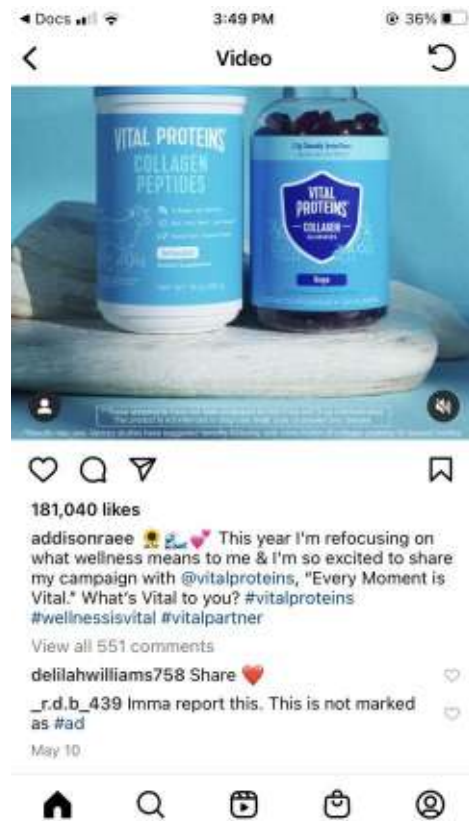 Docs
3:49 PM
36%
Video
VITAL PROTEINS
COLLAGEN
PEPTIDES
VITAL
PROTEINS
COLLAGEN
181,040 likes
addisonraee 🌻🌊💕 This year I'm refocusing on
what wellness means to me & I'm so excited to share
my campaign with @vitalproteins, "Every Moment is
Vital." What's Vital to you? #vitalproteins
#wellnessisvital #vitalpartner
View all 551 comments
delilahwilliams758 Share ❤️
_r.d.b_439 Imma report this. This is not marked
as #ad
May 10